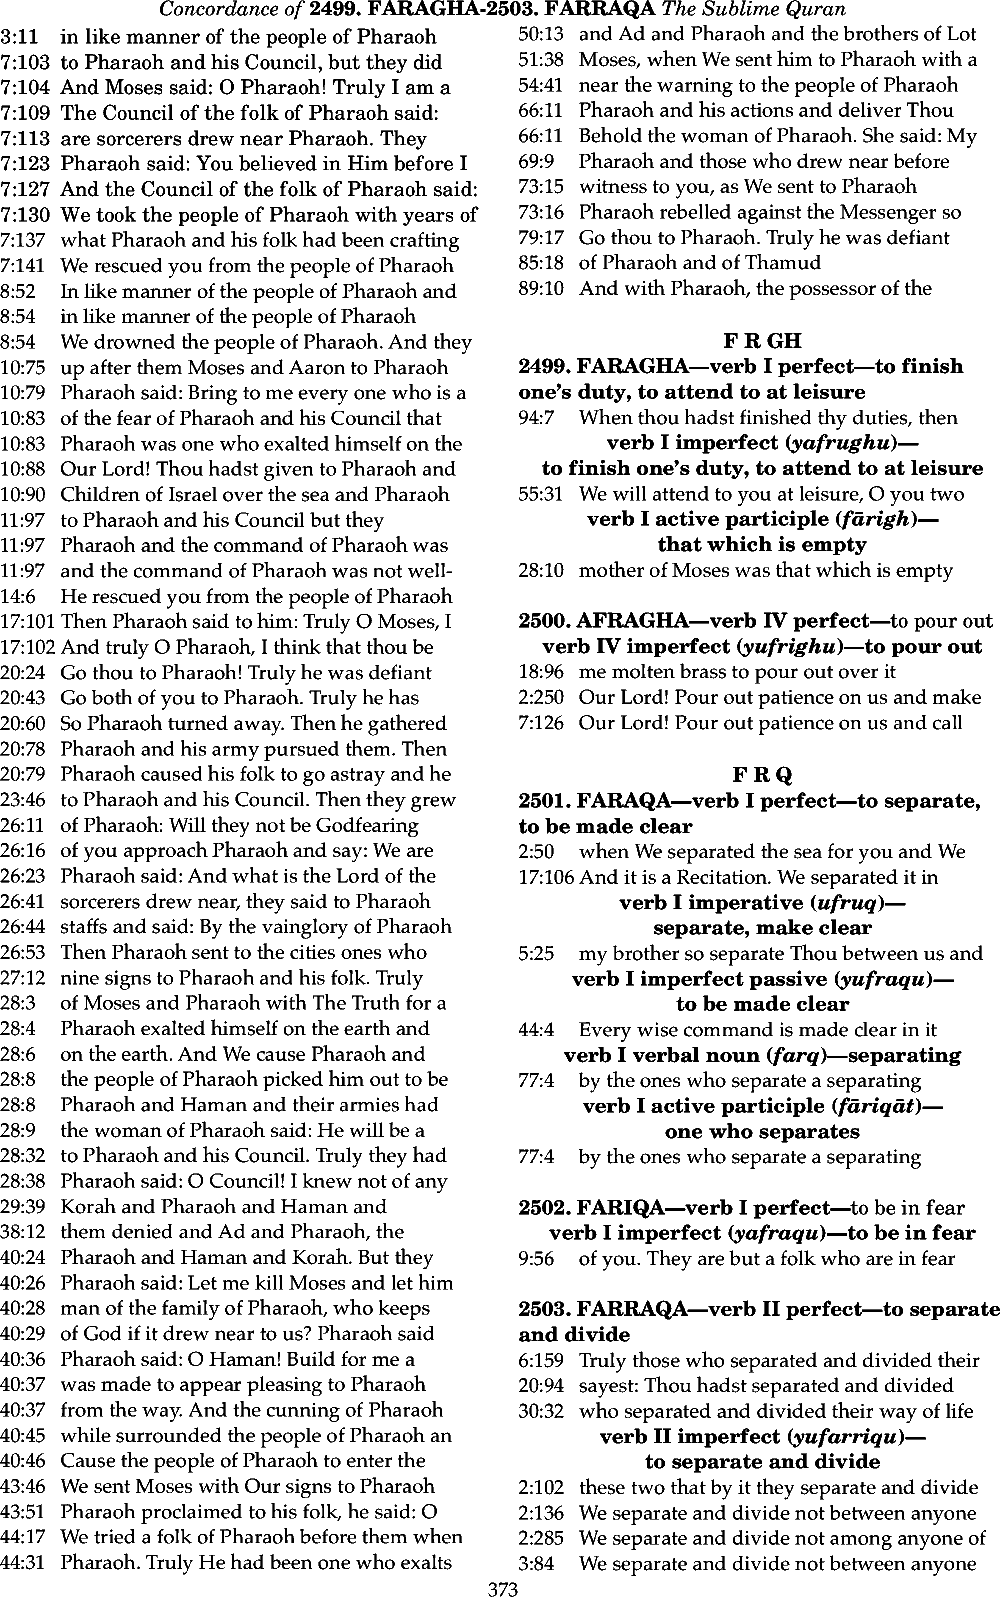 Concordance of 2499. FARAGHA-2503. FARRAQA The Sublime Quran
3:11 in like manner of the people of Pharaoh
7:103 to Pharaoh and his Council, but they did
7:104 And Moses said: O Pharaoh! Truly I am a
7:109 The Council of the folk of Pharaoh said:
7:113 are sorcerers drew near Pharaoh. They
7:123 Pharaoh said: You believed in Him before I
7:127 And the Council of the folk of Pharaoh said:
7:130 We took the people of Pharaoh with years of
7:137 what Pharaoh and his folk had been crafting
7:141 We rescued you from the people of Pharaoh
8:52 In like manner of the people of Pharaoh and
8:54 in like manner of the people of Pharaoh
8:54 We drowned the people of Pharaoh. And they
10:75 up after them Moses and Aaron to Pharaoh
10:79 Pharaoh said: Bring to me every one who is a
10:83 of the fear of Pharaoh and his Council that
10:83 Pharaoh was one who exalted himself on the
10:88 Our Lord! Thou hadst given to Pharaoh and
10:90 Children of Israel over the sea and Pharaoh
11:97 to Pharaoh and his Council but they
11:97 Pharaoh and the command of Pharaoh was
11:97 and the command of Pharaoh was not well-
14:6 He rescued you from the people of Pharaoh
17:101 Then Pharaoh said to him: Truly O Moses, I
17:102 And truly O Pharaoh, I think that thou be
20:24 Go thou to Pharaoh! Truly he was defiant
20:43 Go both of you to Pharaoh. Truly he has
20:60 So Pharaoh turned away. Then he gathered
20:78 Pharaoh and his army pursued them. Then
20:79 Pharaoh caused his folk to go astray and he
23:46 to Pharaoh and his Council. Then they grew
26:11 of Pharaoh: Will they not be Godfearing
26:16 of you approach Pharaoh and say: We are
26:23 Pharaoh said: And what is the Lord of the
26:41 sorcerers drew near, they said to Pharaoh
26:44 staffs and said: By the vainglory of Pharaoh
26:53 Then Pharaoh sent to the cities ones who
27:12 nine signs to Pharaoh and his folk. Truly
28:3 of Moses and Pharaoh with The Truth for a
28:4 Pharaoh exalted himself on the earth and
28:6 on the earth. And We cause Pharaoh and
28:8 the people of Pharaoh picked him out to be
28:8 Pharaoh and Haman and their armies had
28:9 the woman of Pharaoh said: He will be a
28:32 to Pharaoh and his Council. Truly they had
28:38 Pharaoh said: O Council! I knew not of any
29:39 Korah and Pharaoh and Haman and
38:12 them denied and Ad and Pharaoh, the
40:24 Pharaoh and Haman and Korah. But they
40:26 Pharaoh said: Let me kill Moses and let him
40:28 man of the family of Pharaoh, who keeps
40:29 of God if it drew near to us? Pharaoh said
40:36 Pharaoh said: O Haman! Build for me a
40:37 was made to appear pleasing to Pharaoh
40:37 from the way. And the cunning of Pharaoh
40:45 while surrounded the people of Pharaoh an
40:46 Cause the people of Pharaoh to enter the
43:46 We sent Moses with Our signs to Pharaoh
43:51 Pharaoh proclaimed to his folk, he said: O
44:17 We tried a folk of Pharaoh before them when
44:31 Pharaoh. Truly He had been one who exalts
50:13 and Ad and Pharaoh and the brothers of Lot
51:38 Moses, when We sent him to Pharaoh with a
54:41 near the warning to the people of Pharaoh
66:11 Pharaoh and his actions and deliver Thou
66:11 Behold the woman of Pharaoh. She said: My
69:9 Pharaoh and those who drew near before
73:15 witness to you, as We sent to Pharaoh
73:16 Pharaoh rebelled against the Messenger so
79:17 Go thou to Pharaoh. Truly he was defiant
85:18 of Pharaoh and of Thamud
89:10 And with Pharaoh, the possessor of the
F R GH
2499. FARAGHA—verb I perfect—to finish
one's duty, to attend to at leisure
94:7 When thou hadst finished thy duties, then
verb I imperfect (yafrughu)—
to finish one's duty, to attend to at leisure
55:31 We will attend to you at leisure, O you two
verb I active participle (fārigh)—
that which is empty
28:10 mother of Moses was that which is empty
2500. AFRAGHA—verb IV perfect—to pour out
verb IV imperfect (yufrighu)—to pour out
18:96 me molten brass to pour out over it
2:250 Our Lord! Pour out patience on us and make
7:126 Our Lord! Pour out patience on us and call
F R Q
2501. FARAQA—verb I perfect—to separate,
to be made clear
2:50 when We separated the sea for you and We
17:106 And it is a Recitation. We separated it in
verb I imperative (ufruq)—
separate, make clear
5:25 my brother so separate Thou between us and
verb I imperfect passive (yufraqu)—
to be made clear
44:4 Every wise command is made clear in it
verb I verbal noun (farq)—separating
77:4 by the ones who separate a separating
verb I active participle (fāriqāt)—
one who separates
77:4 by the ones who separate a separating
2502. FARIQA—verb I perfect—to be in fear
verb I imperfect (yafraqu)—to be in fear
9:56 of you. They are but a folk who are in fear
2503. FARRAQA—verb II perfect—to separate
and divide
6:159 Truly those who separated and divided their
20:94 sayest: Thou hadst separated and divided
30:32 who separated and divided their way of life
verb II imperfect (yufarriqu)—
to separate and divide
2:102 these two that by it they separate and divide
2:136 We separate and divide not between anyone
2:285 We separate and divide not among anyone of
3:84 We separate and divide not between anyone
373